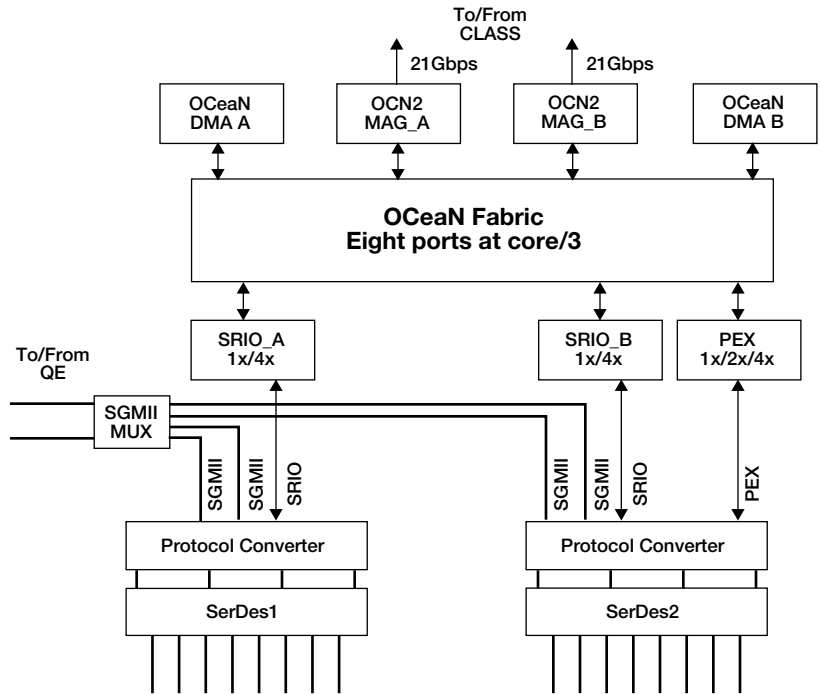 To/From
CLASS
21Gbps
21Gbps
OCeaN
DMA A
OCN2
MAG_A
OCN2
MAG_B
OCeaN
DMA B
OCeaN Fabric
Eight ports at core/3
SRIO_A
1x/4x
SRIO_B
1x/4x
PEX
1x/2x/4x
To/From
QE
SGMII
MUX
SGMII
SGMII
SRIO
SGMII
SGMII
SRIO
PEX
Protocol Converter
Protocol Converter
SerDes1
SerDes2